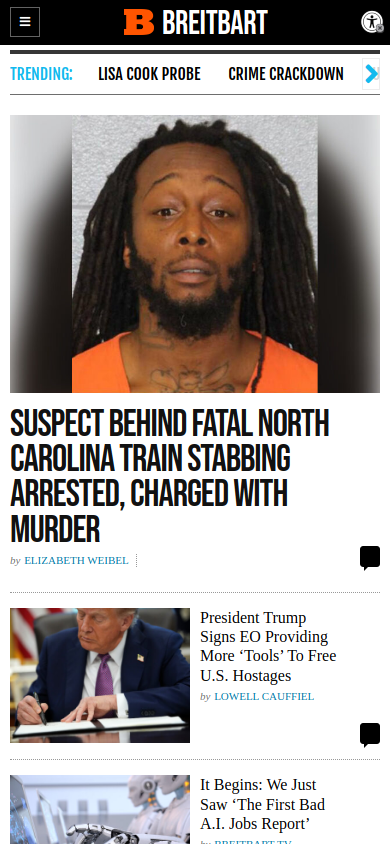 BREITBART
TRENDING:
LISA COOK PROBE
CRIME CRACKDOWN
SUSPECT BEHIND FATAL NORTH
CAROLINA TRAIN STABBING
ARRESTED, CHARGED WITH
MURDER
by ELIZABETH WEIBEL
President Trump
Signs EO Providing
More ‘Tools’ To Free
U.S. Hostages
by LOWELL CAUFFIEL
It Begins: We Just
Saw ‘The First Bad
A.I. Jobs Report’
by BREITBART TV